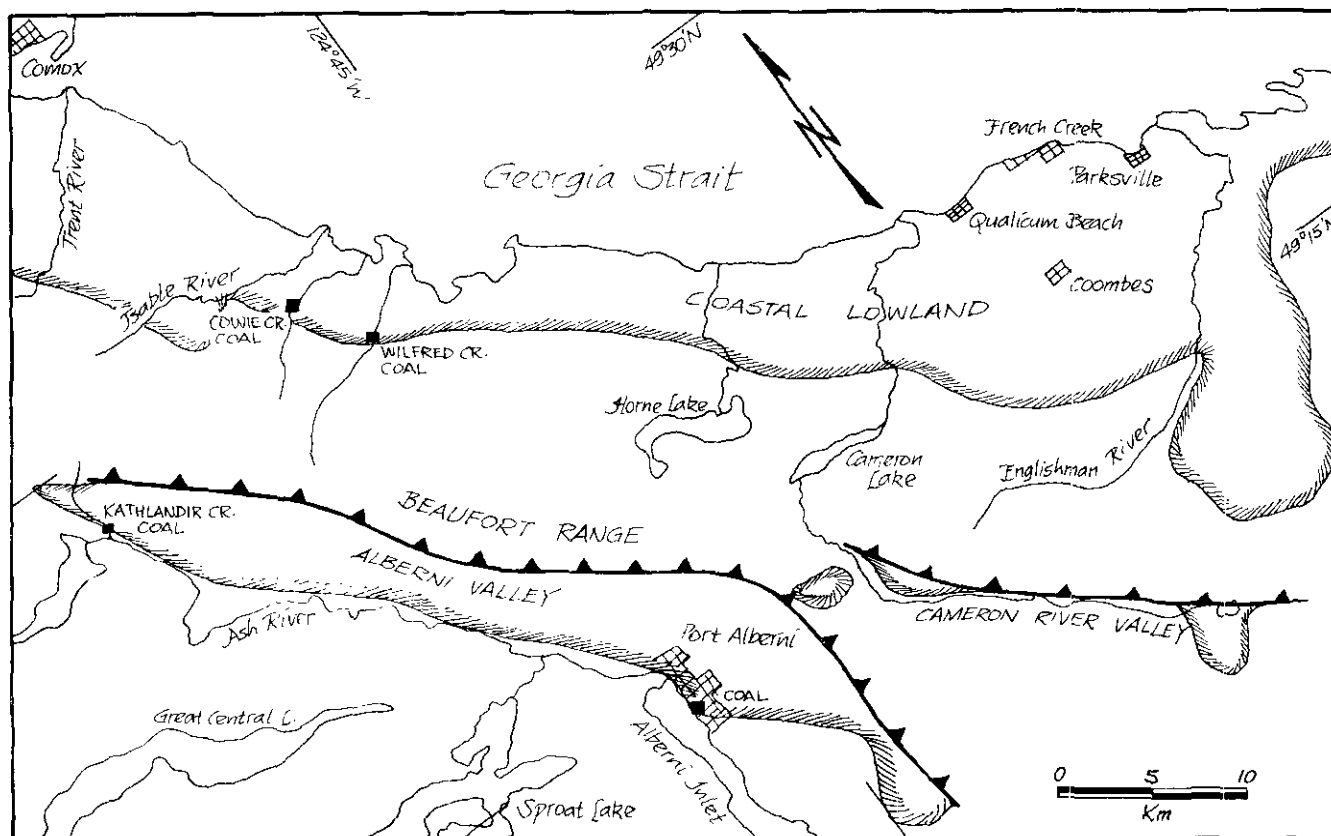 Comox
124°45'W.
49°30'N
N
French Creek
Parksville
Georgia Strait
Trent River
Qualicum Beach
49°15'N
Coombes
Tsable River
COASTAL LOWLAND
COWIE CR.
COAL
WILFRED CR.
COAL
Horne Lake
Cameron
Lake
Englishman River
KATHLANDIR CR.
COAL
BEAUFORT RANGE
ALBERNI VALLEY
Ash River
CAMERON RIVER VALLEY
Port Alberni
COAL
Great Central L.
Alberni Inlet
Sproat Lake
0 5 10
Km